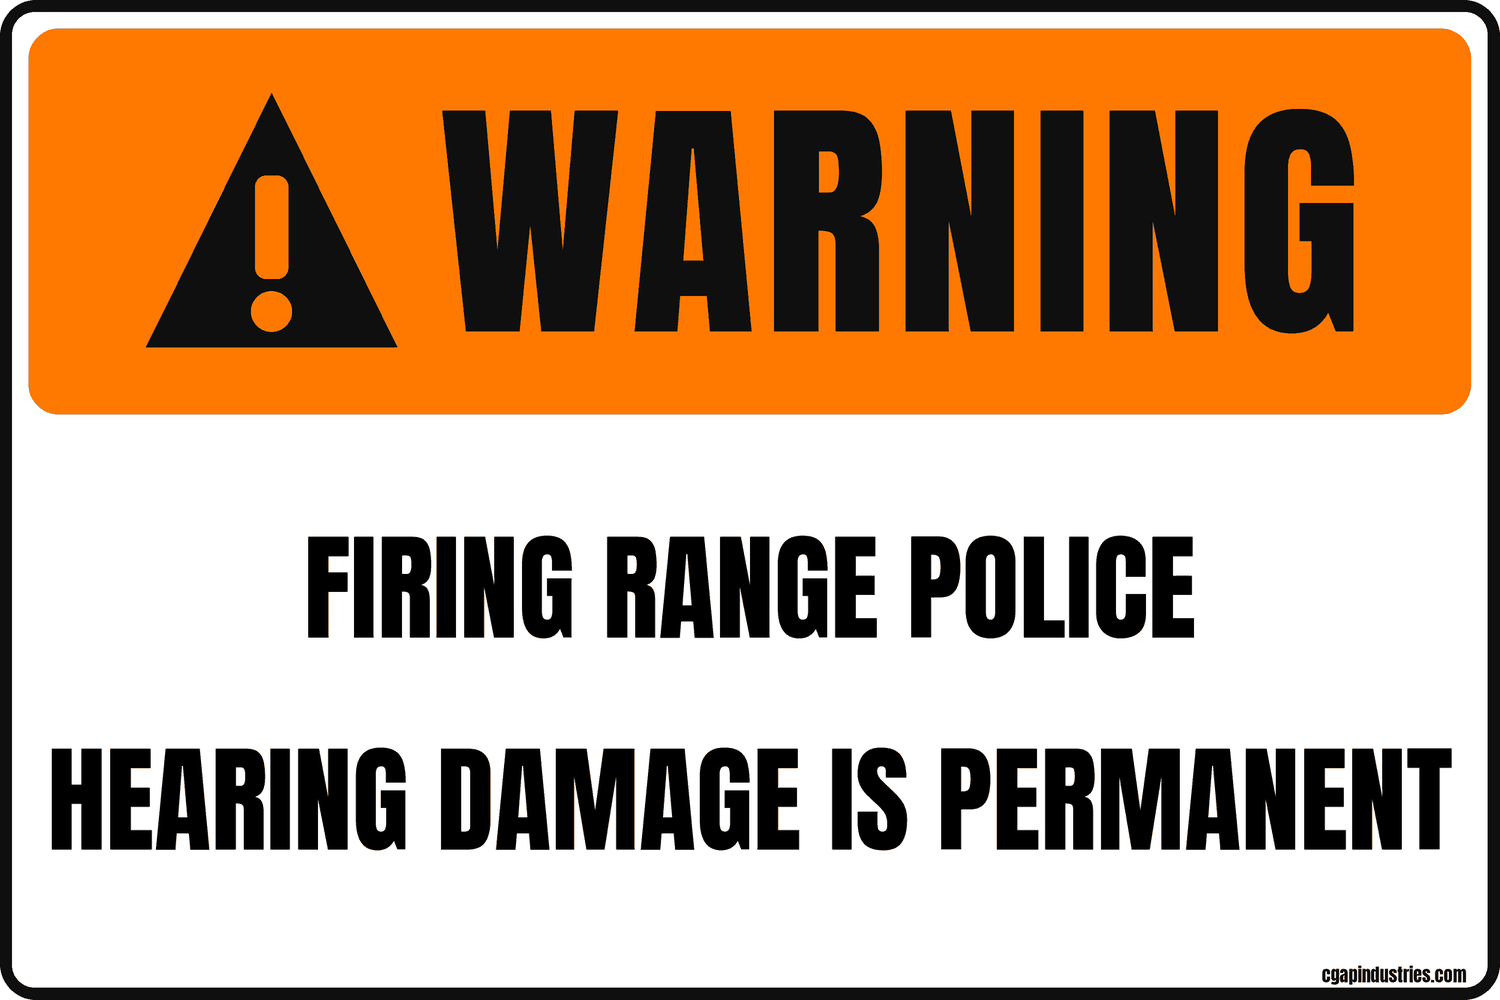 WARNING
FIRING RANGE POLICE
HEARING DAMAGE IS PERMANENT
cgapindustries.com